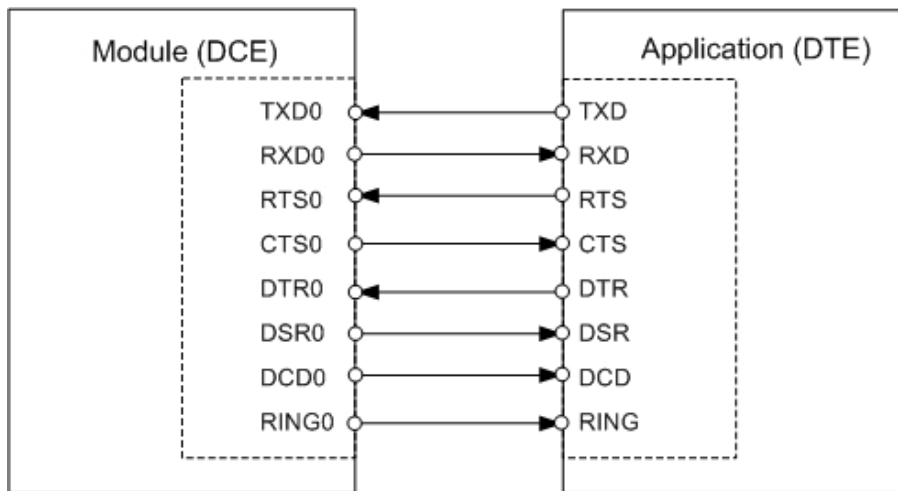 Module (DCE)
Application (DTE)
TXD0
TXD
RXD0
RXD
RTS0
RTS
CTS0
CTS
DTR0
DTR
DSR0
DSR
DCD0
DCD
RING0
RING